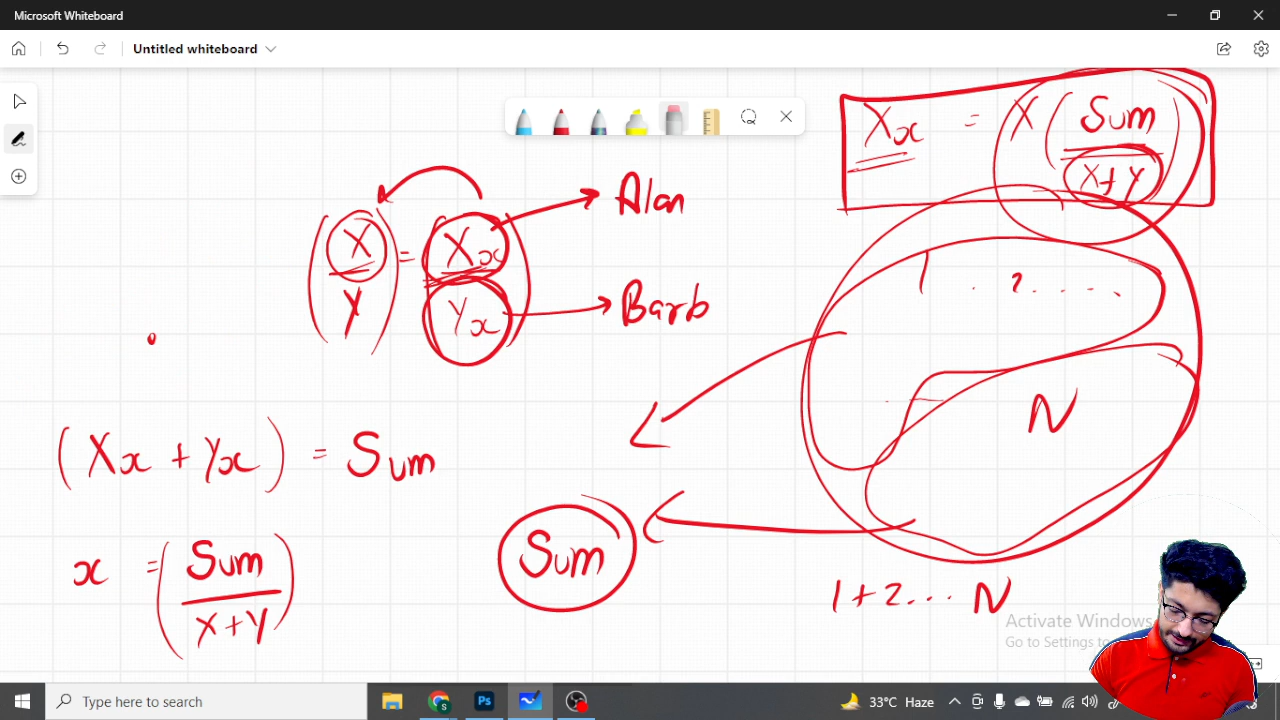 Microsoft Whiteboard
Untitled whiteboard
Xx = X (Sum / X+Y)
Alan
(X / Y) = (Xx / Yx)
Barb
1 . 2 . . . .
N
(Xx + Yx) = Sum
x = (Sum / X+Y)
Sum
1+2... N
Activate Windows
Go to Settings to
Type here to search
33°C Haze